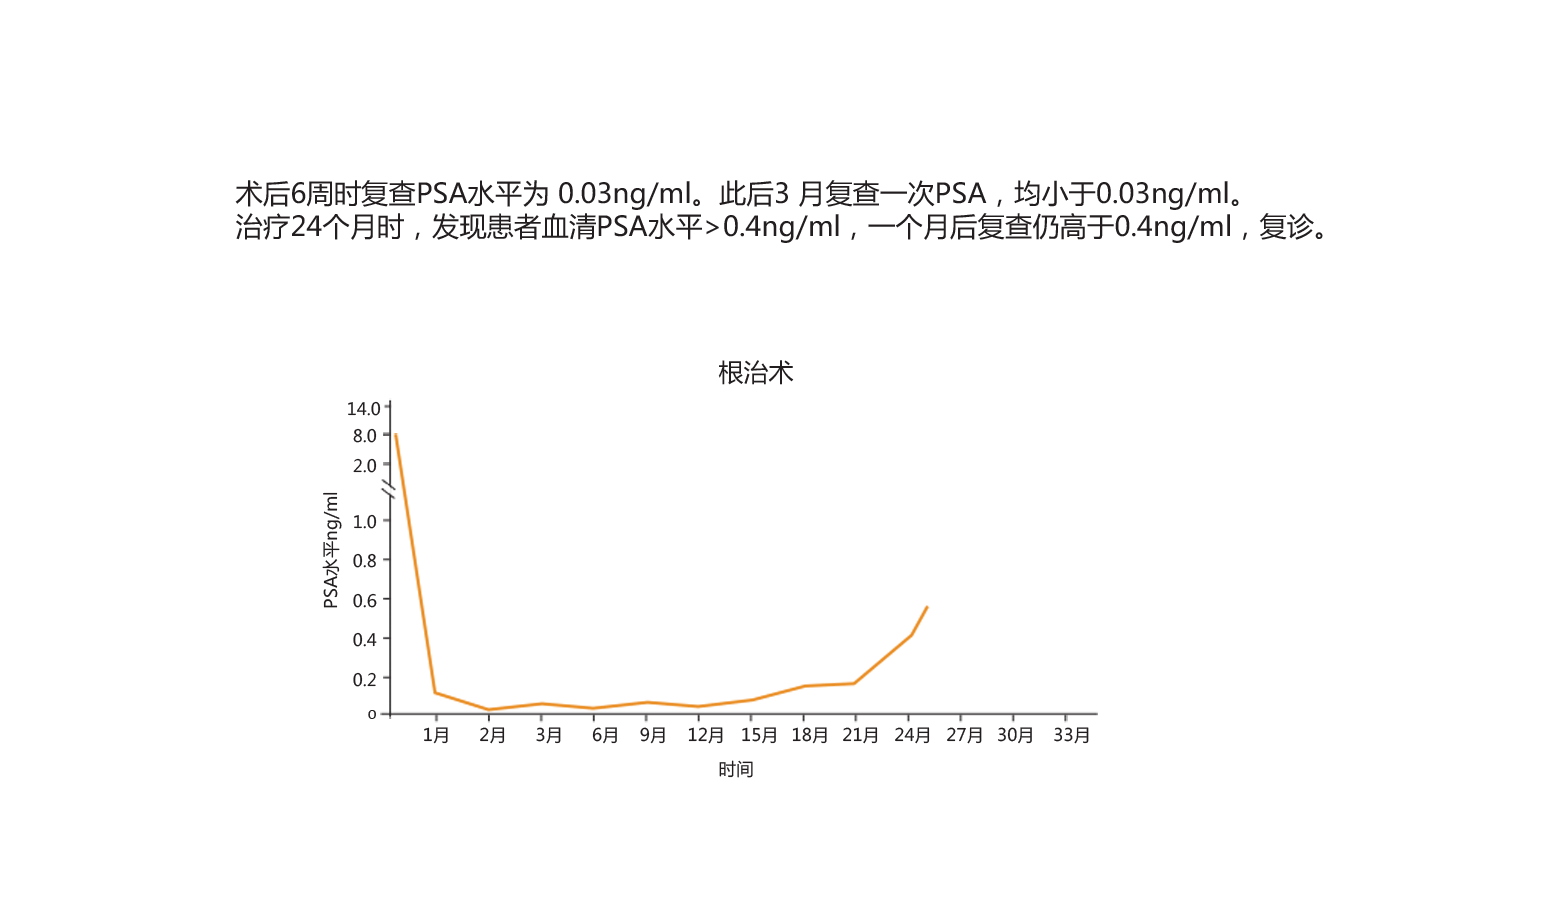 术后6周时复查PSA水平为 0.03ng/ml。此后3 月复查一次PSA，均小于0.03ng/ml。
治疗24个月时，发现患者血清PSA水平>0.4ng/ml，一个月后复查仍高于0.4ng/ml，复诊。
根治术
14.0
8.0
2.0
1.0
0.8
0.6
0.4
0.2
0
PSA水平ng/ml
1月 2月 3月 6月 9月 12月 15月 18月 21月 24月 27月 30月 33月
时间